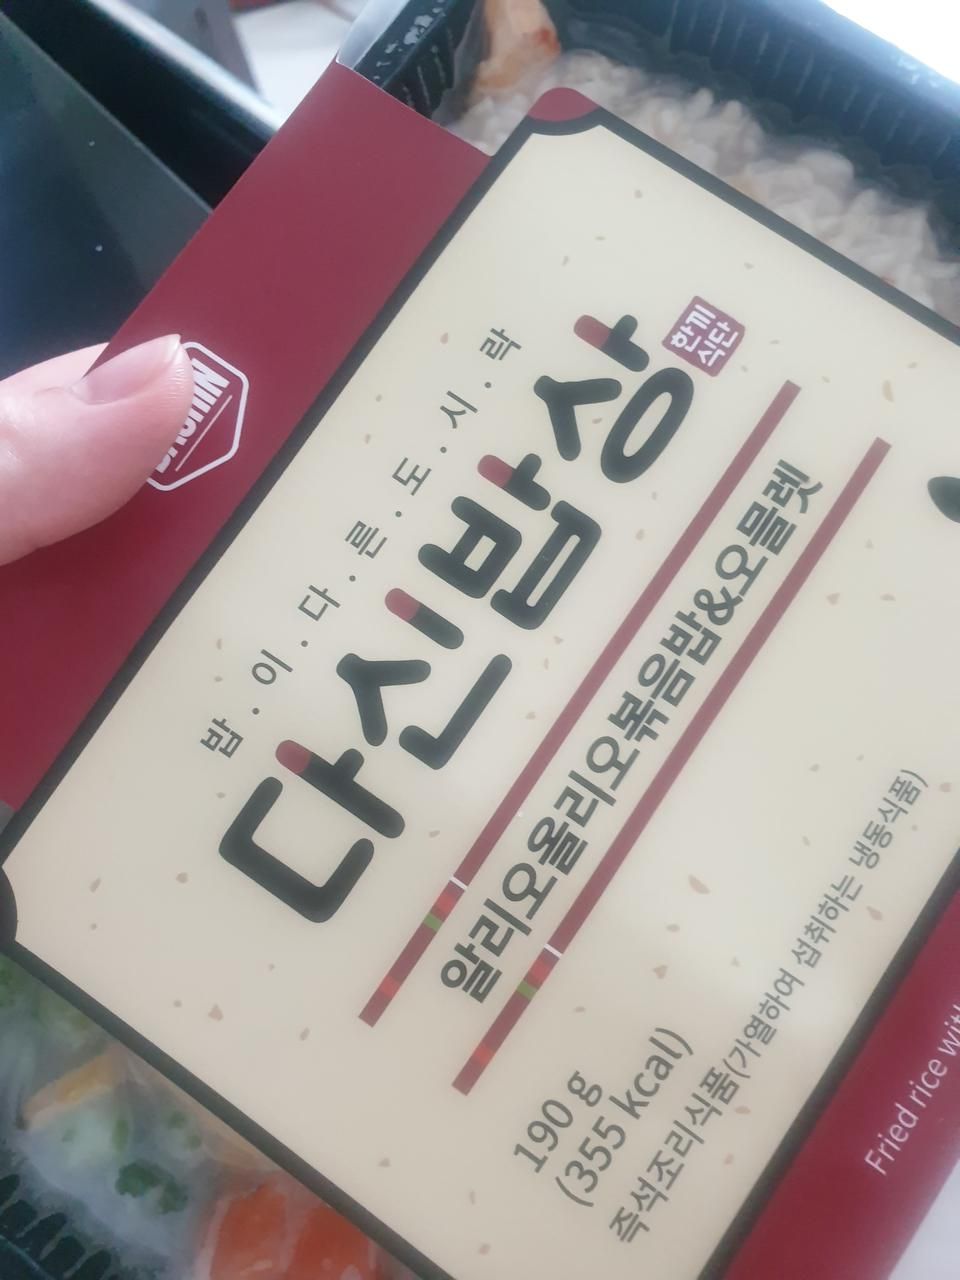 밥.이.다.른.도.시.락
다신밥상
한끼
식단
알리오올리오볶음밥&오믈렛
190 g
(355 kcal)
즉석조리식품(가열하여 섭취하는 냉동식품)
Fried rice with